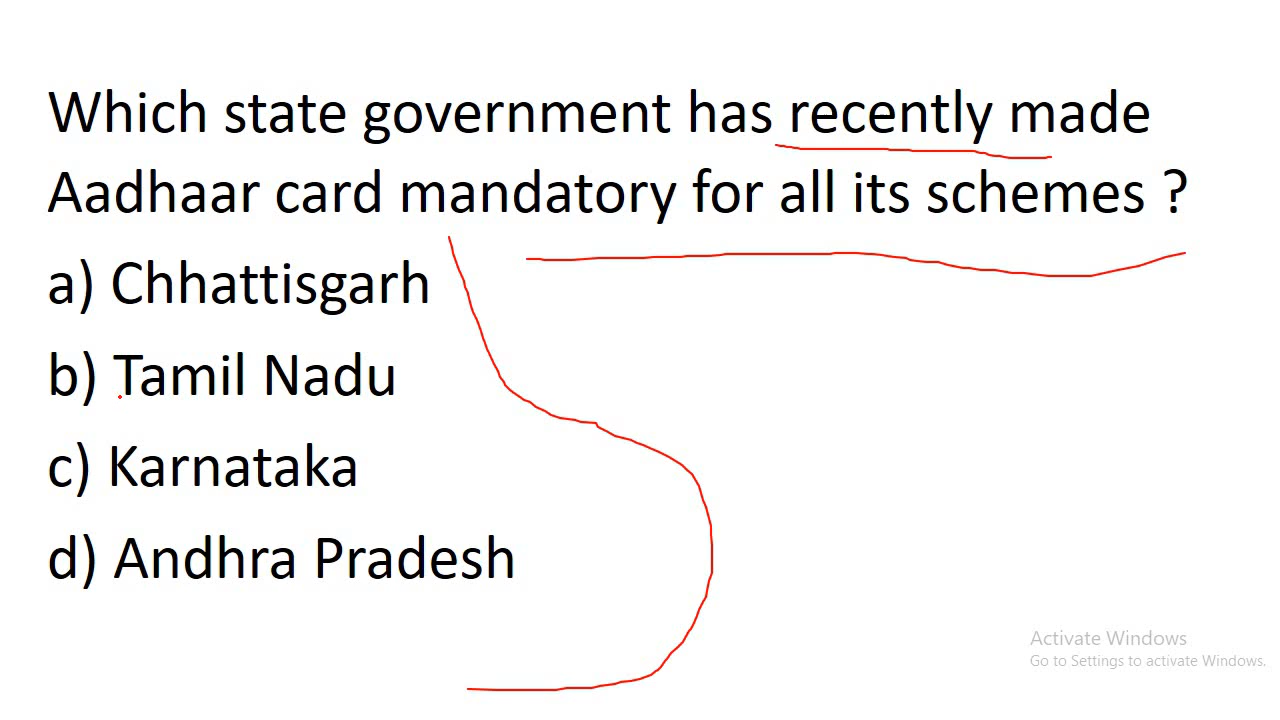 Which state government has recently made
Aadhaar card mandatory for all its schemes ?
a) Chhattisgarh
b) Tamil Nadu
c) Karnataka
d) Andhra Pradesh
Activate Windows
Go to Settings to activate Windows.